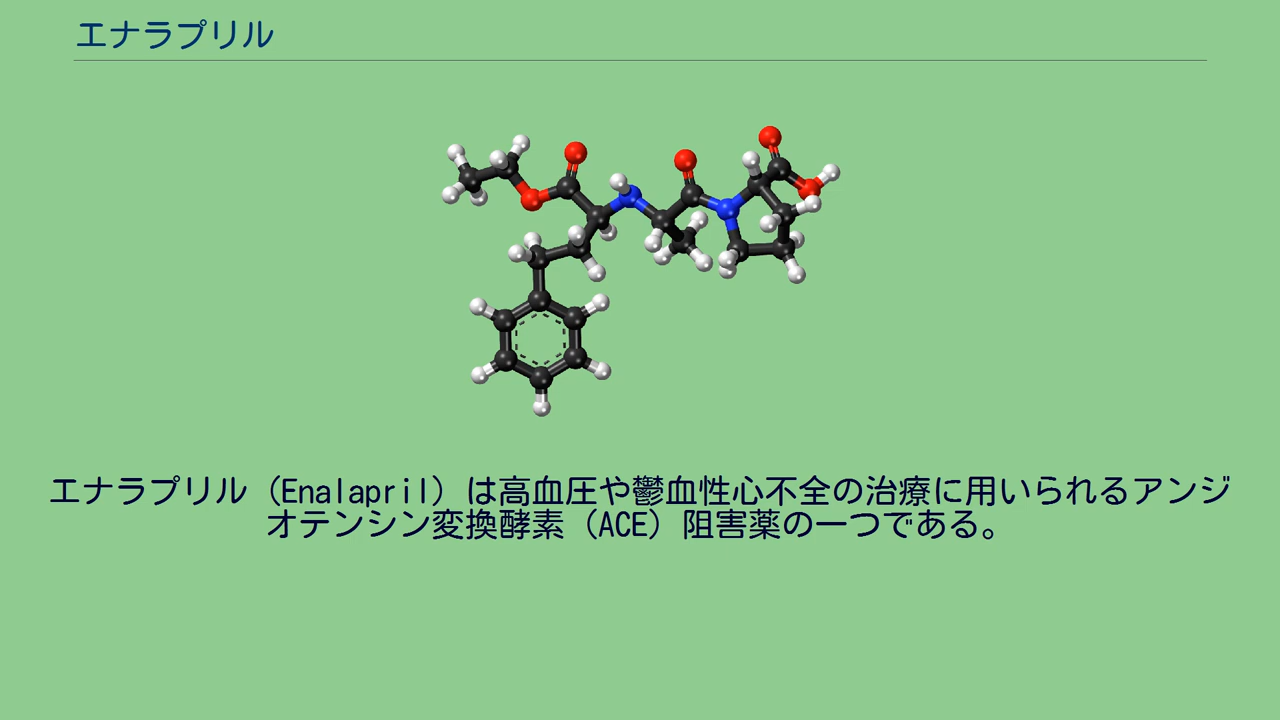 エナラプリル
エナラプリル（Enalapril）は高血圧や鬱血性心不全の治療に用いられるアンジ
オテンシン変換酵素（ACE）阻害薬の一つである。